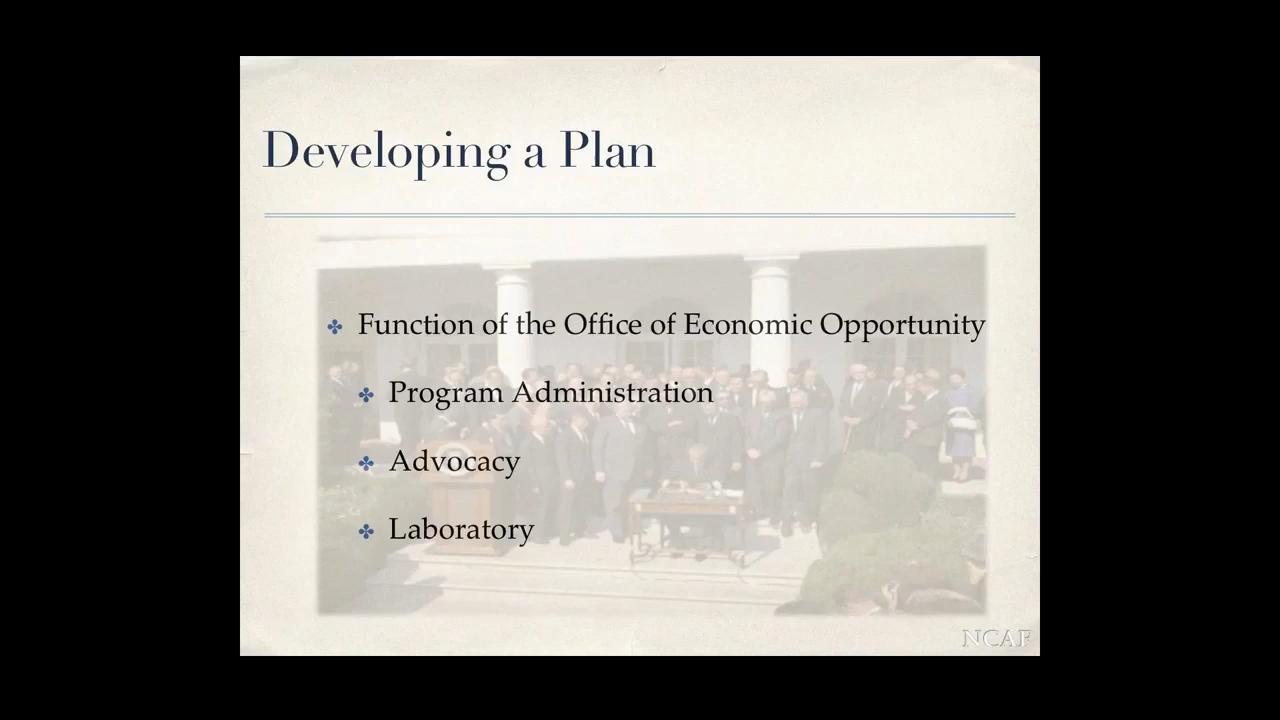 Developing a Plan
Function of the Office of Economic Opportunity
Program Administration
Advocacy
Laboratory
NCAF